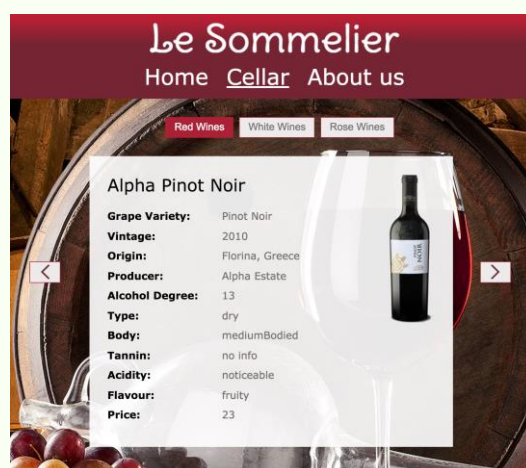 Le Sommelier
Home Cellar About us
Red Wines White Wines Rose Wines
Alpha Pinot Noir
Grape Variety: Pinot Noir
Vintage: 2010
Origin: Florina, Greece
Producer: Alpha Estate
Alcohol Degree: 13
Type: dry
Body: mediumBodied
Tannin: no info
Acidity: noticeable
Flavour: fruity
Price: 23
PINOT
NOIR